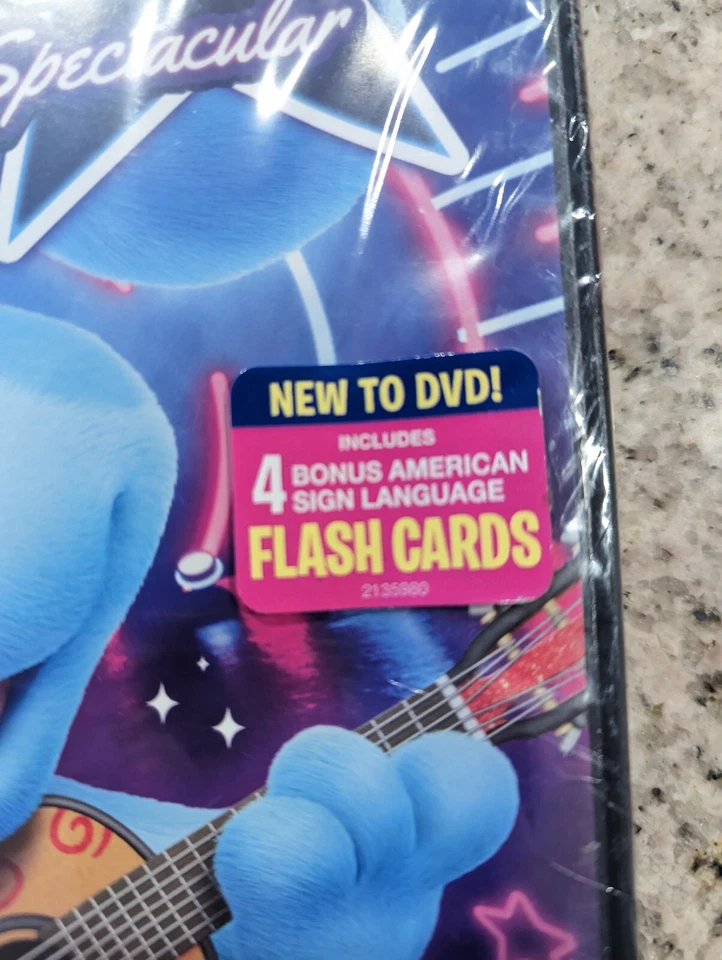 Spectacular
NEW TO DVD!
INCLUDES
4 BONUS AMERICAN
SIGN LANGUAGE
FLASH CARDS
2135980